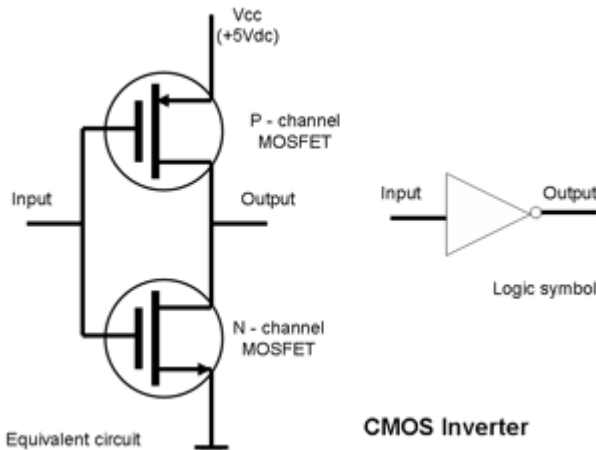 Vcc
(+5Vdc)
P - channel
MOSFET
Input
Output
Input
Output
Logic symbol
N - channel
MOSFET
CMOS Inverter
Equivalent circuit